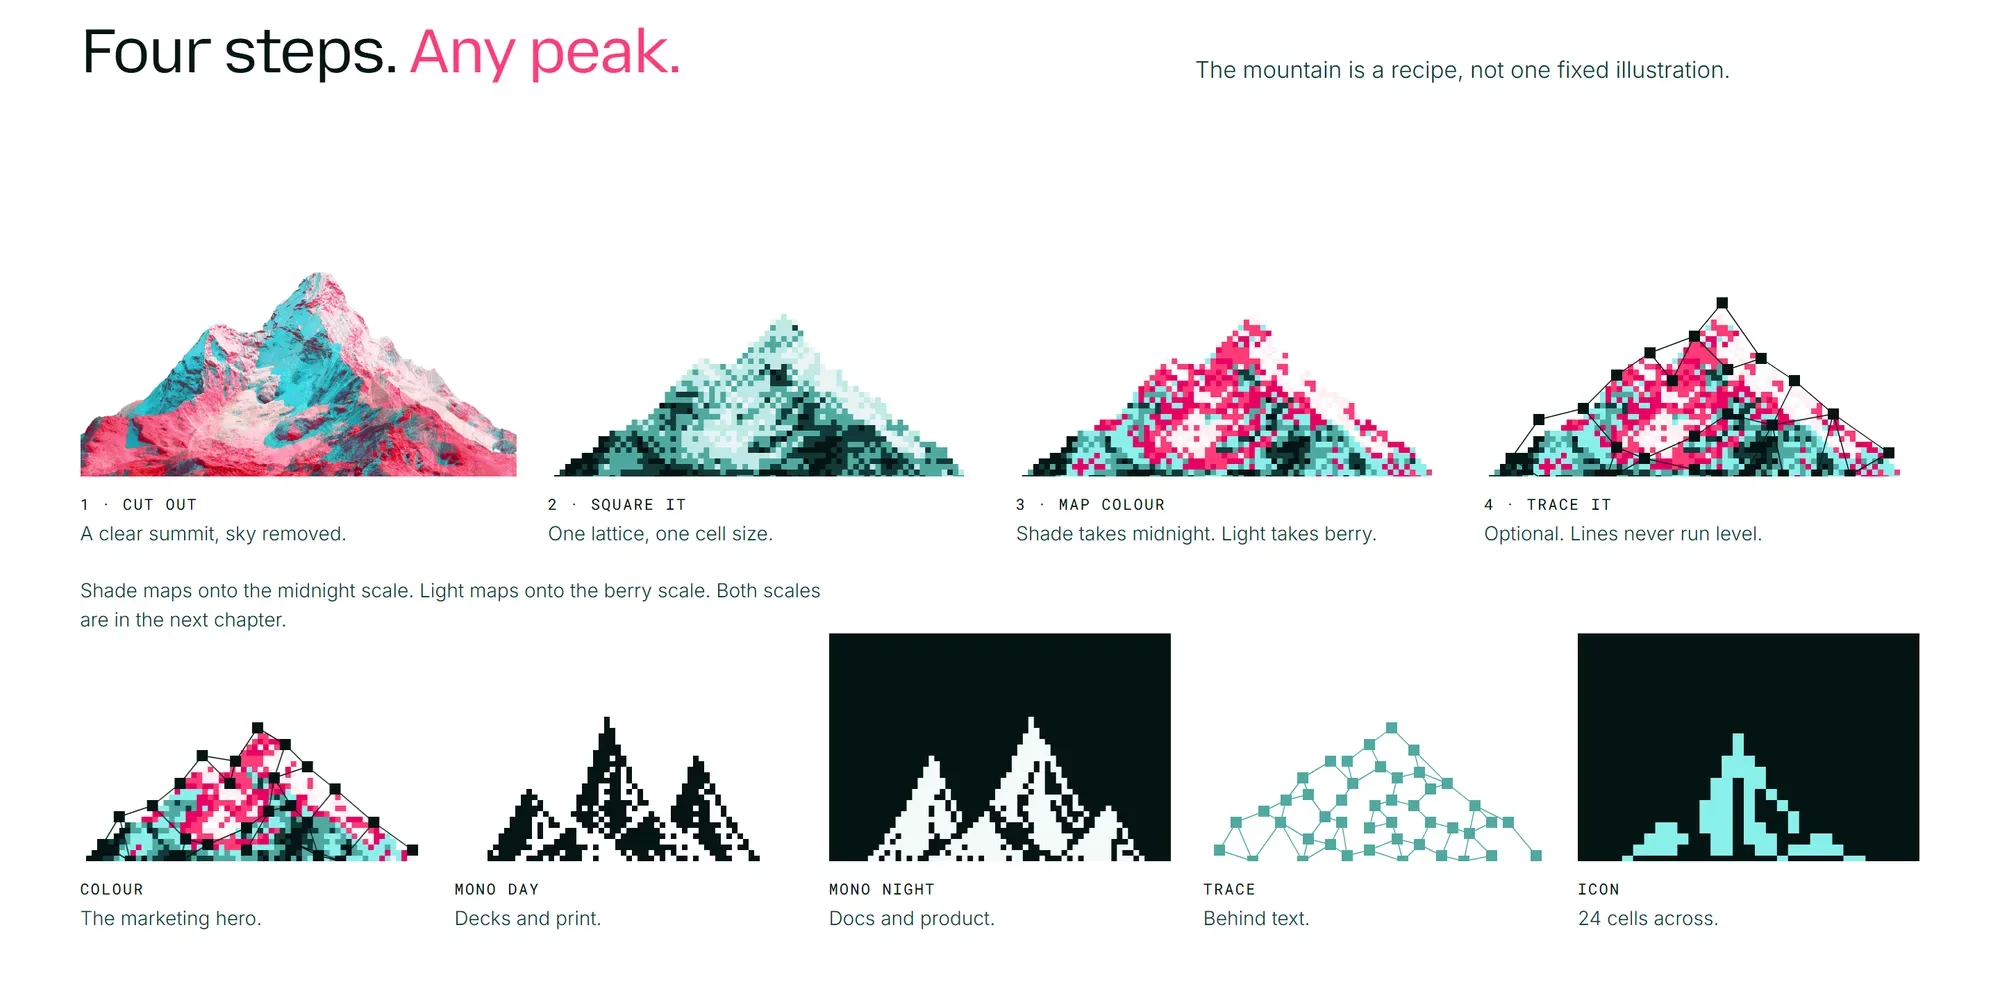 Four steps. Any peak.
The mountain is a recipe, not one fixed illustration.
1 · CUT OUT
A clear summit, sky removed.
2 · SQUARE IT
One lattice, one cell size.
3 · MAP COLOUR
Shade takes midnight. Light takes berry.
4 · TRACE IT
Optional. Lines never run level.
Shade maps onto the midnight scale. Light maps onto the berry scale. Both scales
are in the next chapter.
COLOUR
The marketing hero.
MONO DAY
Decks and print.
MONO NIGHT
Docs and product.
TRACE
Behind text.
ICON
24 cells across.